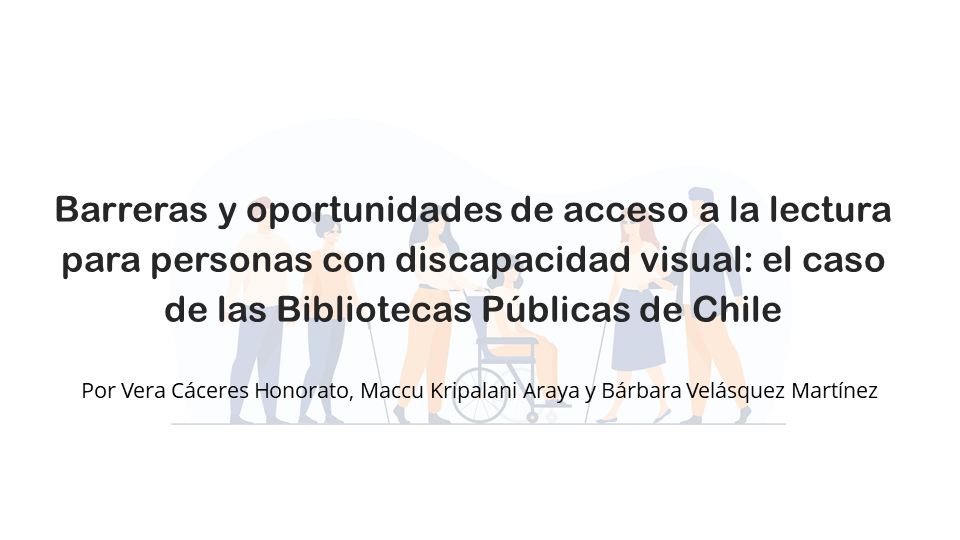 Barreras y oportunidades de acceso a la lectura
para personas con discapacidad visual: el caso
de las Bibliotecas Públicas de Chile
Por Vera Cáceres Honorato, Maccu Kripalani Araya y Bárbara Velásquez Martínez